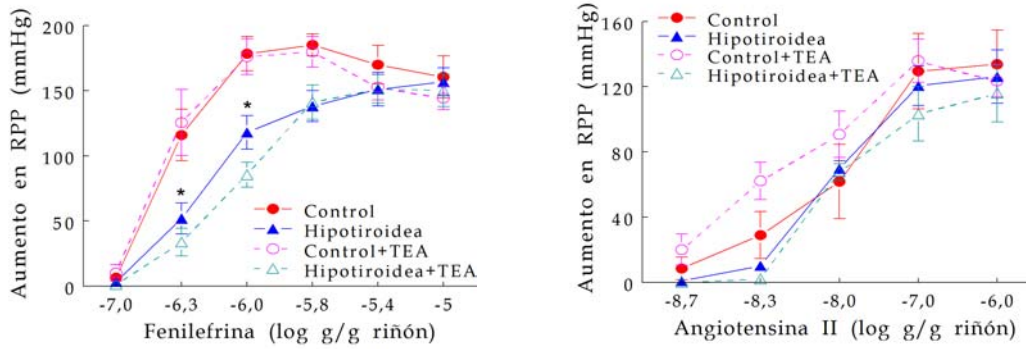 Aumento en RPP (mmHg)
200
150
100
50
0
*
*
Control
Hipotiroidea
Control+TEA
Hipotiroidea+TEA
-7,0 -6,3 -6,0 -5,8 -5,4 -5
Fenilefrina (log g/g riñón)
Aumento en RPP (mmHg)
160
120
80
40
0
Control
Hipotiroidea
Control+TEA
Hipotiroidea+TEA
-8,7 -8,3 -8,0 -7,0 -6,0
Angiotensina II (log g/g riñón)